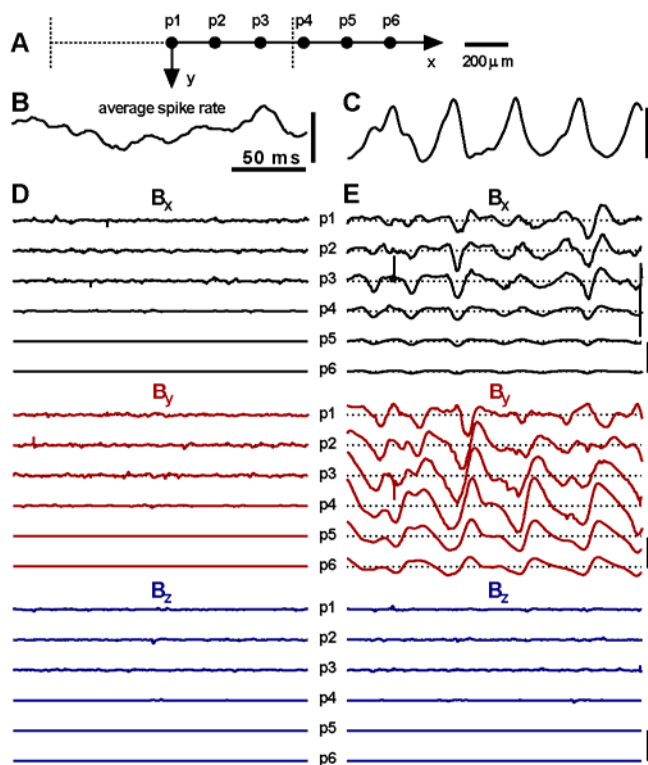 A
p1 p2 p3 p4 p5 p6
x
y
200 μm
B
average spike rate
50 ms
C
D
Bx
E
Bx
p1
p2
p3
p4
p5
p6
By
By
p1
p2
p3
p4
p5
p6
Bz
Bz
p1
p2
p3
p4
p5
p6